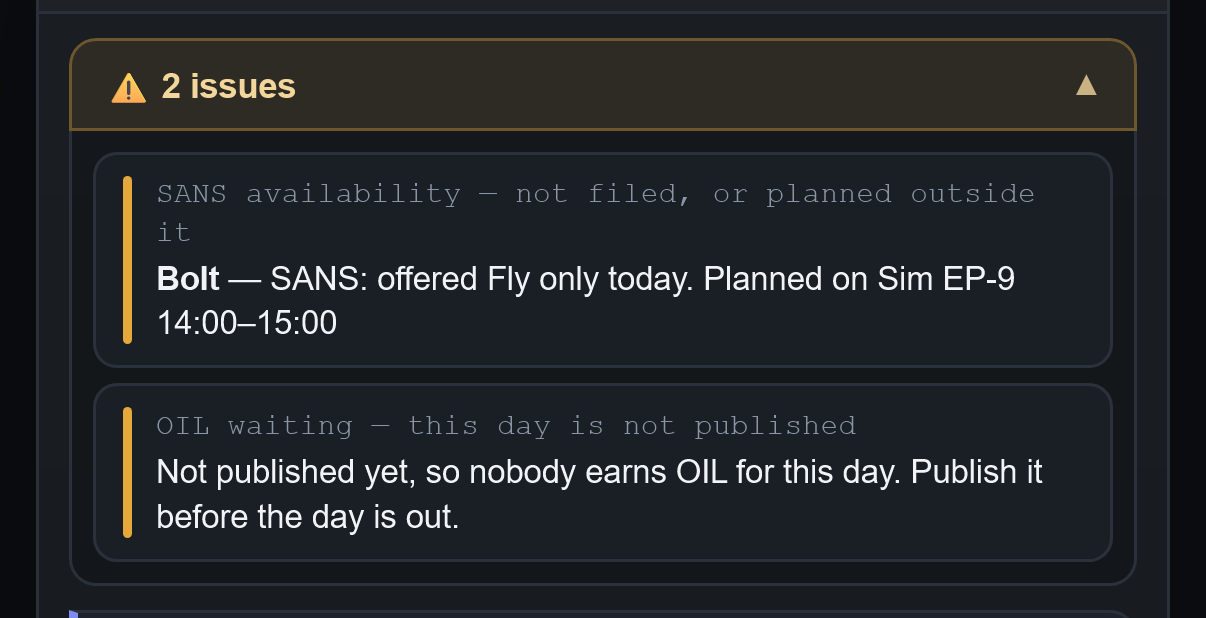 ⚠️ 2 issues ▲
SANS availability — not filed, or planned outside
it
Bolt — SANS: offered Fly only today. Planned on Sim EP-9
14:00–15:00
OIL waiting — this day is not published
Not published yet, so nobody earns OIL for this day. Publish it
before the day is out.